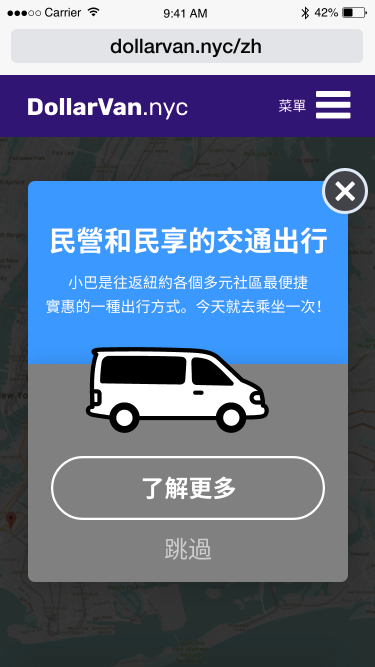 Carrier 9:41 AM 42%
dollarvan.nyc/zh
DollarVan.nyc 菜單
民營和民享的交通出行
小巴是往返紐約各個多元社區最便捷
實惠的一種出行方式。今天就去乘坐一次！
了解更多
跳過